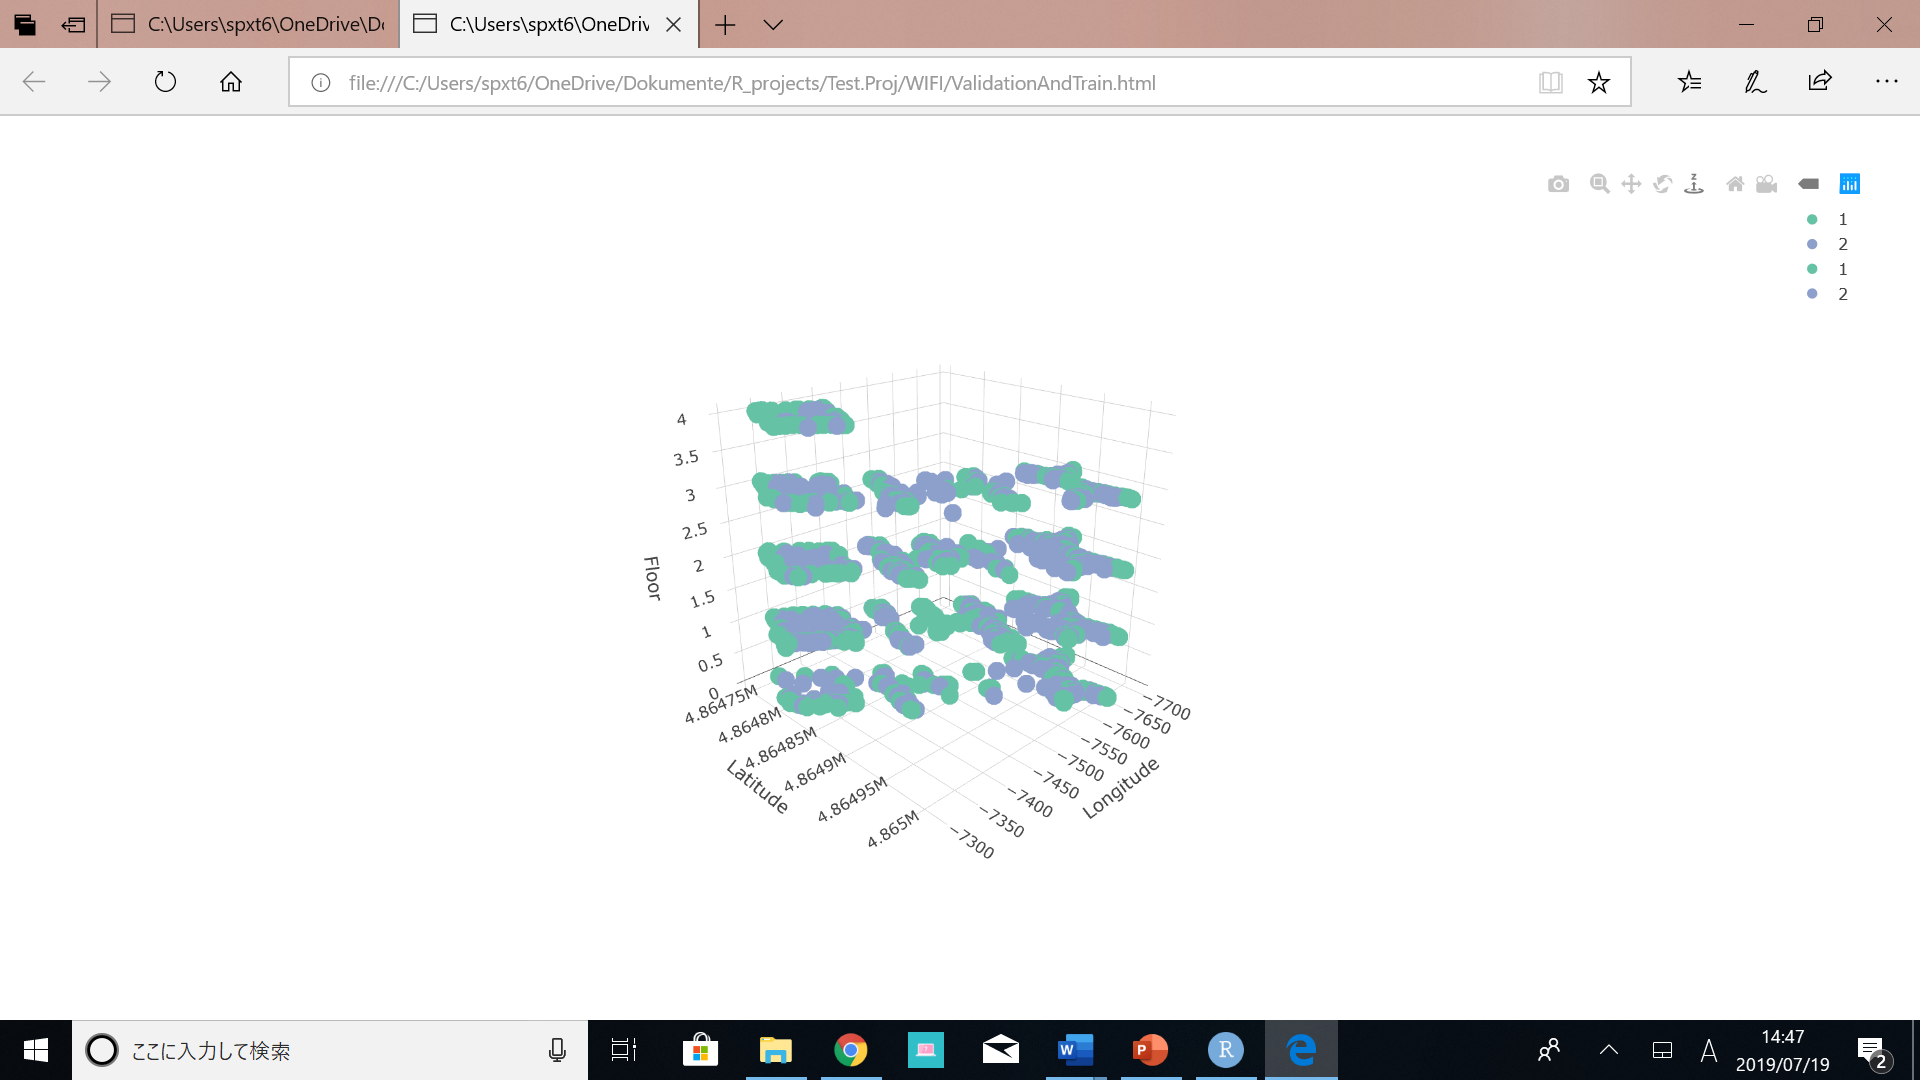 C:\Users\spxt6\OneDrive\Do
C:\Users\spxt6\OneDriv
file:///C:/Users/spxt6/OneDrive/Dokumente/R_projects/Test.Proj/WIFI/ValidationAndTrain.html
z
1
2
1
2
4
3.5
3
2.5
2
1.5
1
0.5
0
Floor
4.86475M
4.8648M
4.86485M
4.8649M
4.86495M
4.865M
Latitude
−7700
−7650
−7600
−7550
−7500
−7450
−7400
−7350
−7300
Longitude
ここに入力して検索
W
P
R
A
14:47
2019/07/19
2